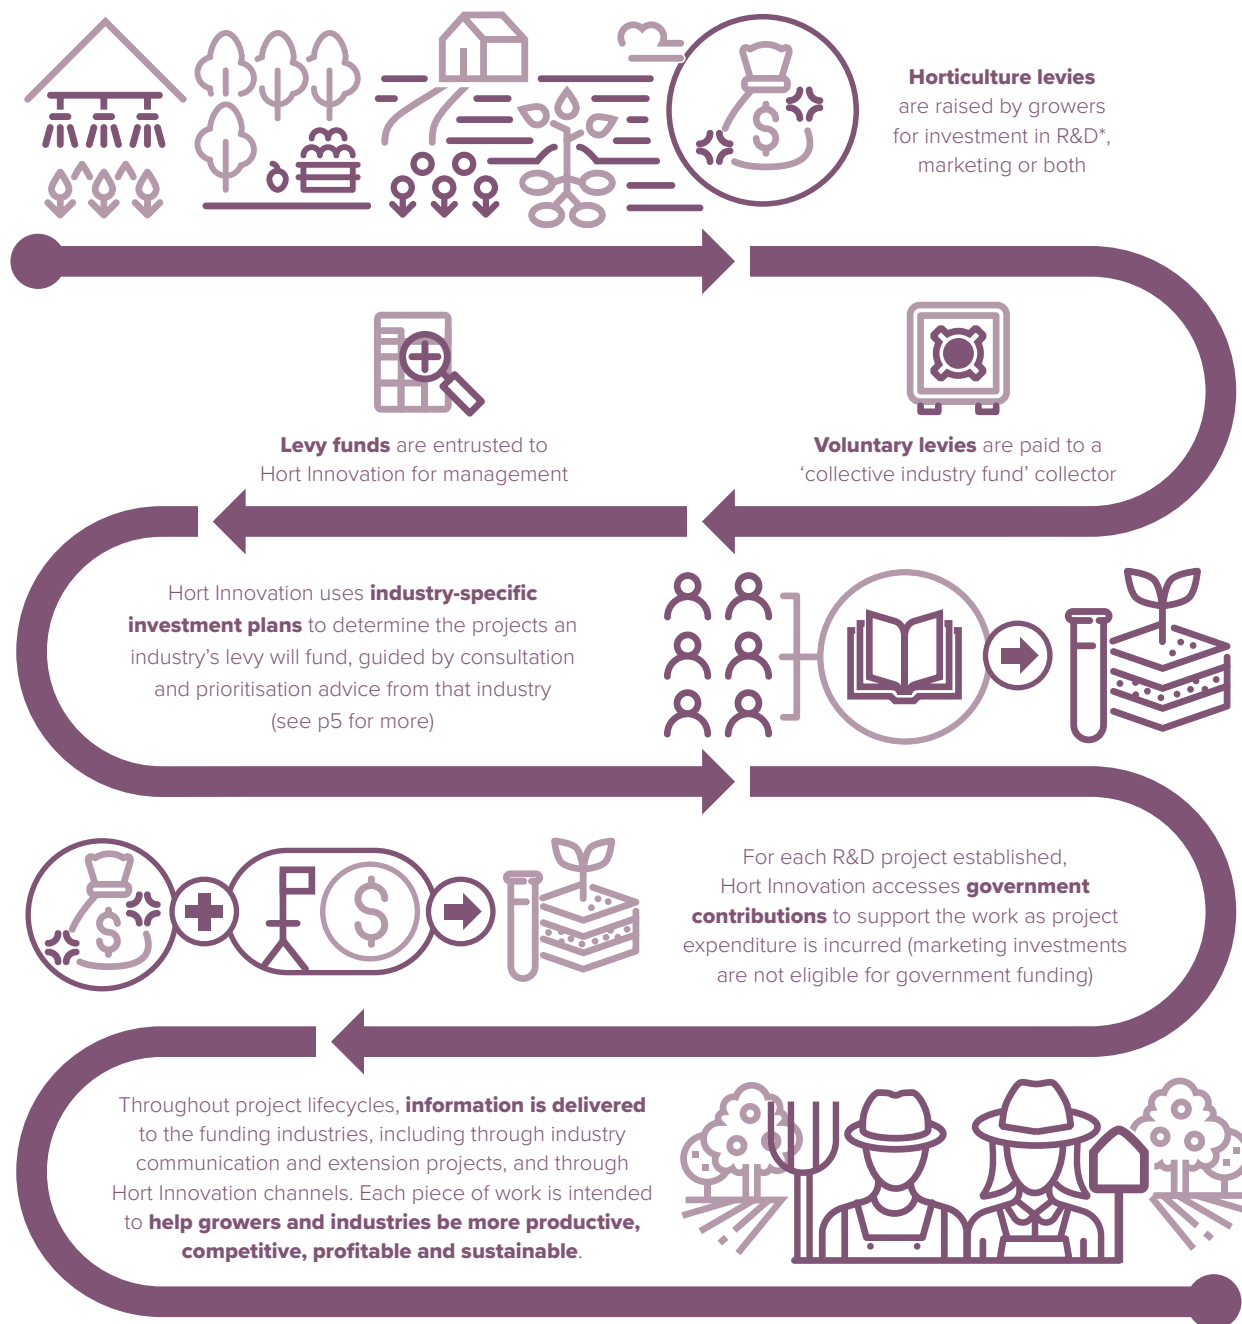 Horticulture levies
are raised by growers
for investment in R&D*,
marketing or both
Voluntary levies are paid to a
‘collective industry fund’ collector
Levy funds are entrusted to
Hort Innovation for management
Hort Innovation uses industry-specific
investment plans to determine the projects an
industry’s levy will fund, guided by consultation
and prioritisation advice from that industry
(see p5 for more)
For each R&D project established,
Hort Innovation accesses government
contributions to support the work as project
expenditure is incurred (marketing investments
are not eligible for government funding)
Throughout project lifecycles, information is delivered
to the funding industries, including through industry
communication and extension projects, and through
Hort Innovation channels. Each piece of work is intended
to help growers and industries be more productive,
competitive, profitable and sustainable.